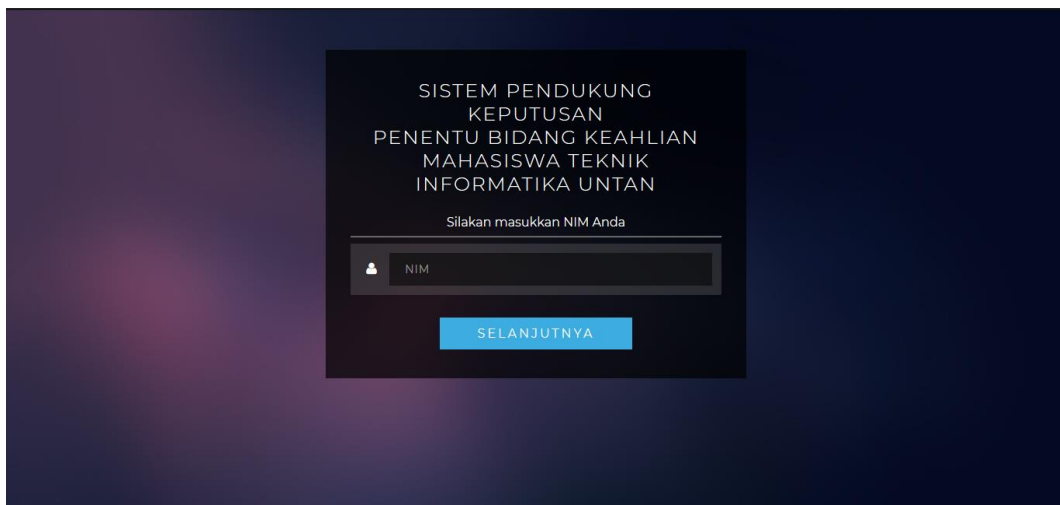 SISTEM PENDUKUNG
KEPUTUSAN
PENENTU BIDANG KEAHLIAN
MAHASISWA TEKNIK
INFORMATIKA UNTAN
Silakan masukkan NIM Anda
NIM
SELANJUTNYA